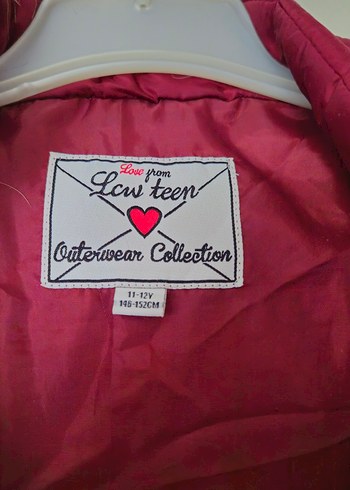 Love from
Lcw teen
Outerwear Collection
11-12Y
146-152CM